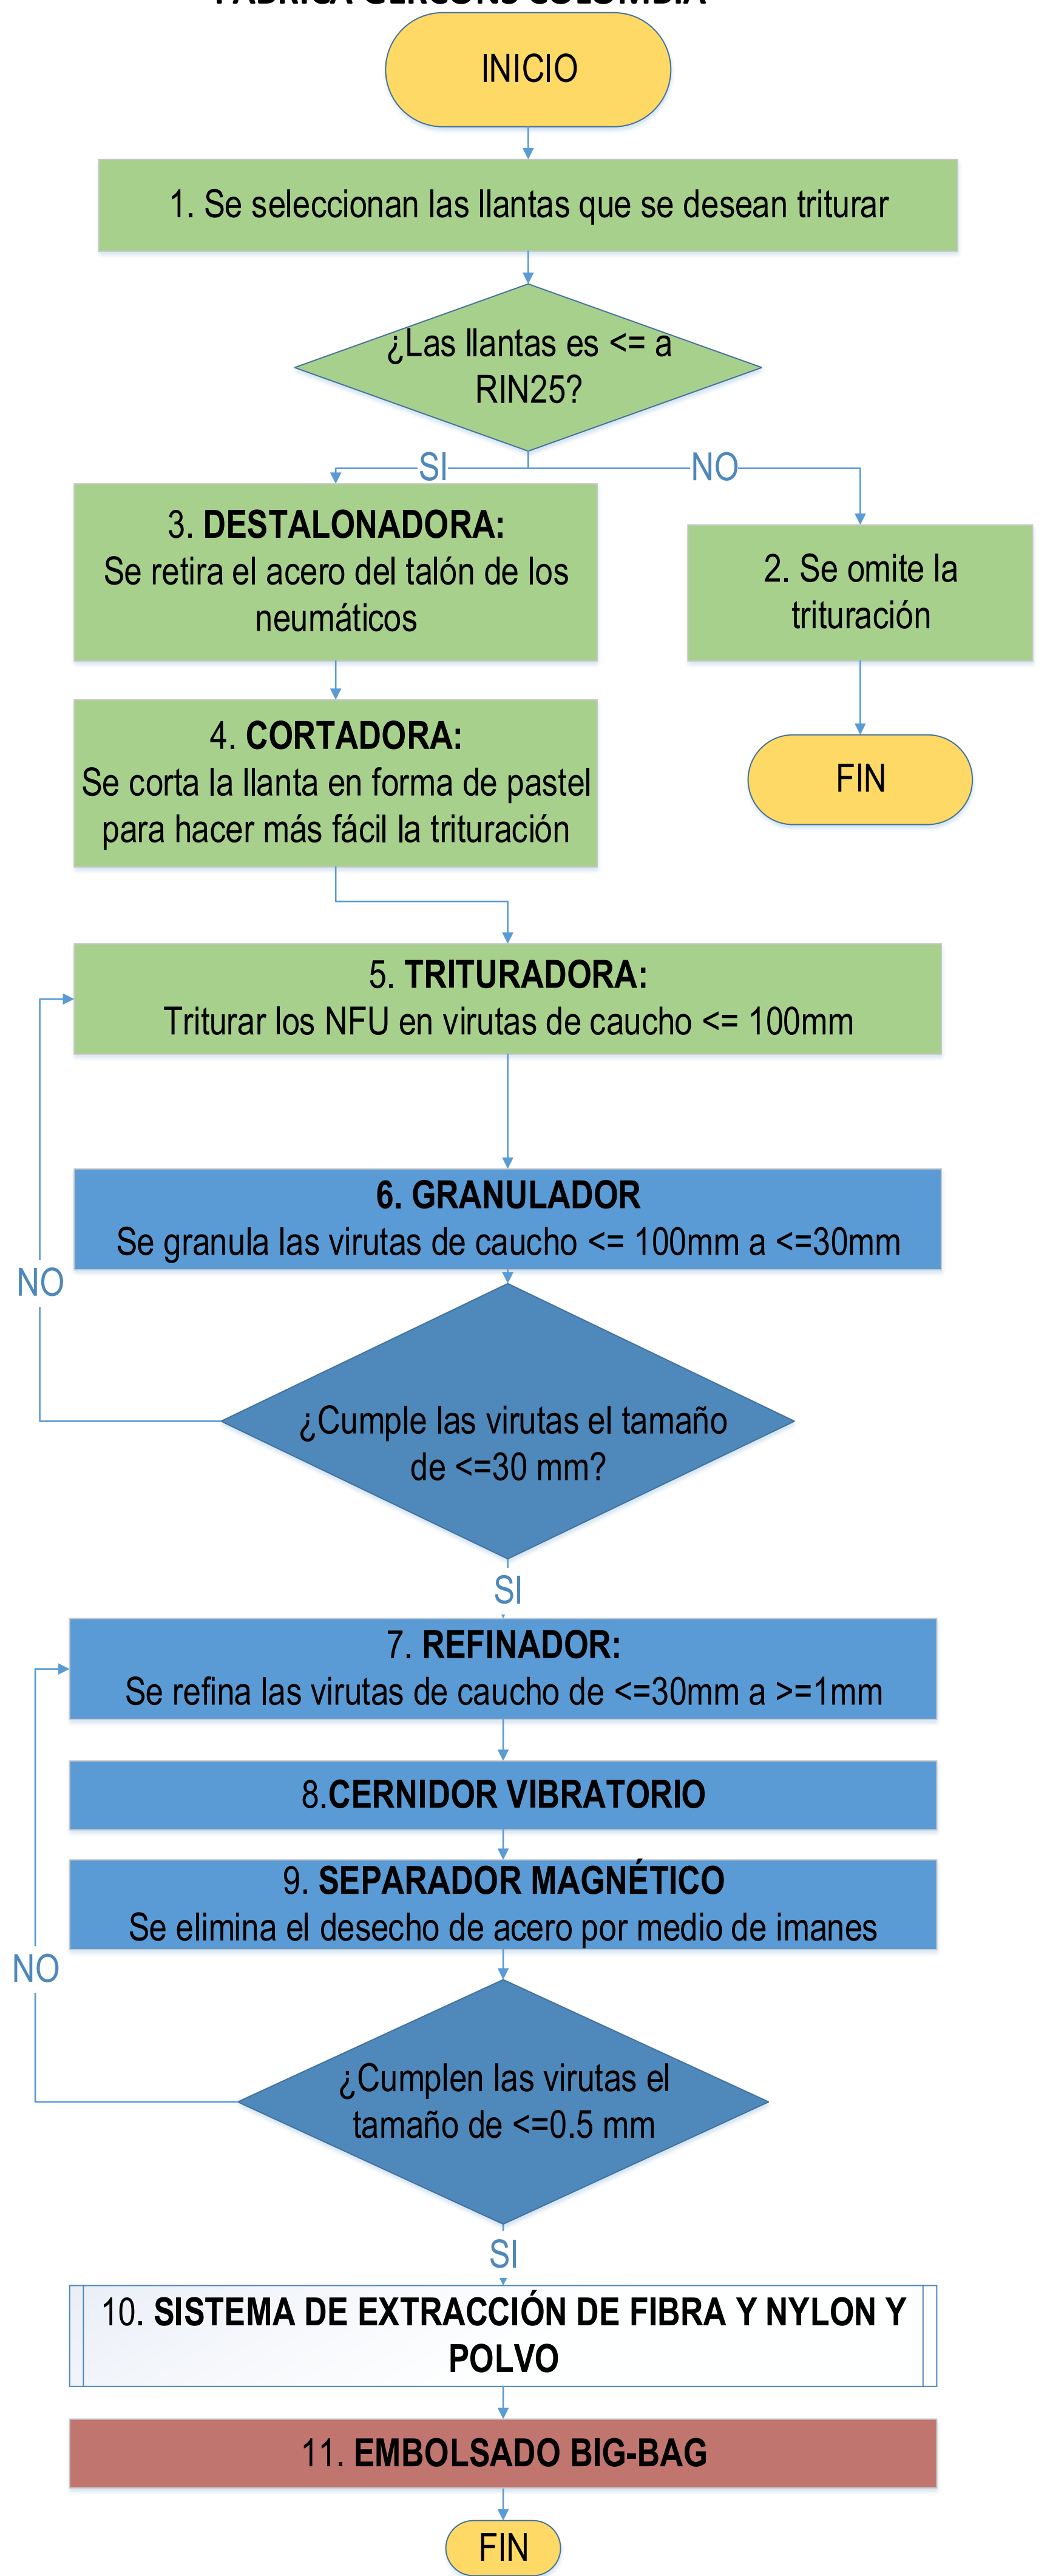 FABRICA GERCONS COLOMBIA
INICIO
1. Se seleccionan las llantas que se desean triturar
¿Las llantas es <= a
RIN25?
SI
NO
3. DESTALONADORA:
Se retira el acero del talón de los
neumáticos
2. Se omite la
trituración
4. CORTADORA:
Se corta la llanta en forma de pastel
para hacer más fácil la trituración
FIN
5. TRITURADORA:
Triturar los NFU en virutas de caucho <= 100mm
6. GRANULADOR
Se granula las virutas de caucho <= 100mm a <=30mm
NO
¿Cumple las virutas el tamaño
de <=30 mm?
SI
7. REFINADOR:
Se refina las virutas de caucho de <=30mm a >=1mm
8.CERNIDOR VIBRATORIO
9. SEPARADOR MAGNÉTICO
Se elimina el desecho de acero por medio de imanes
NO
¿Cumplen las virutas el
tamaño de <=0.5 mm
SI
10. SISTEMA DE EXTRACCIÓN DE FIBRA Y NYLON Y
POLVO
11. EMBOLSADO BIG-BAG
FIN